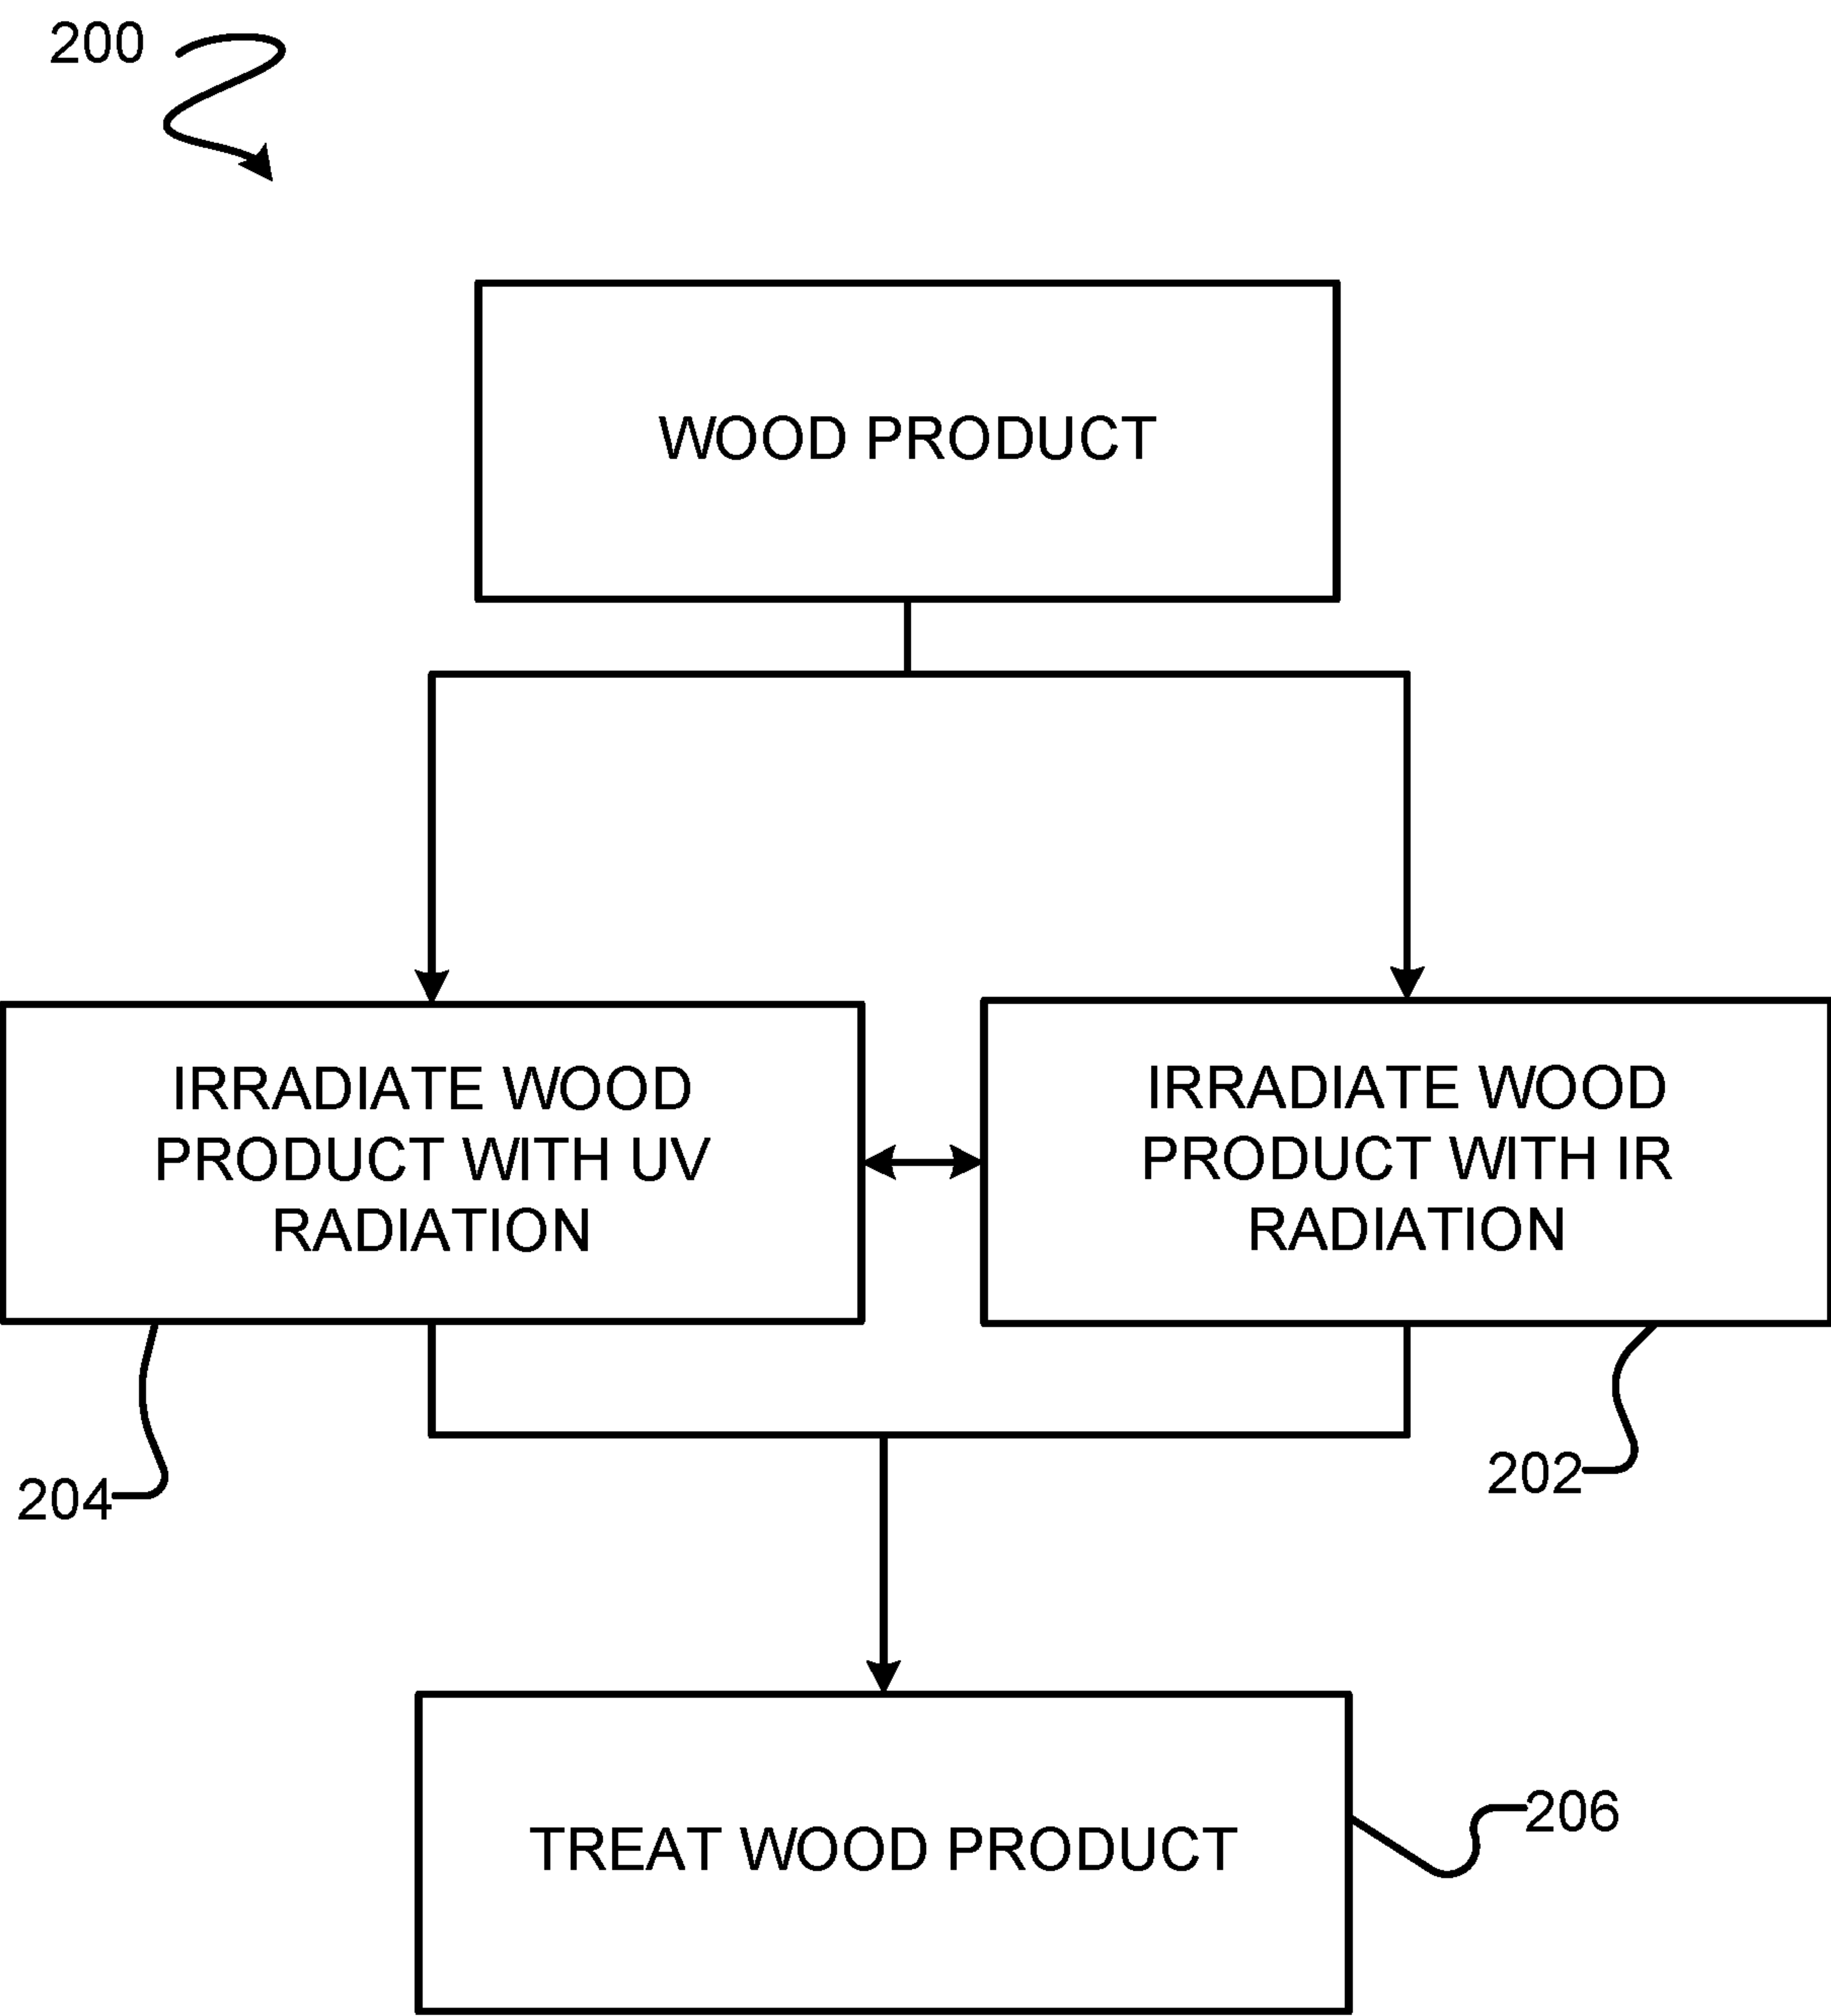 200
WOOD PRODUCT
IRRADIATE WOOD
PRODUCT WITH UV
RADIATION
IRRADIATE WOOD
PRODUCT WITH IR
RADIATION
204
202
TREAT WOOD PRODUCT
206